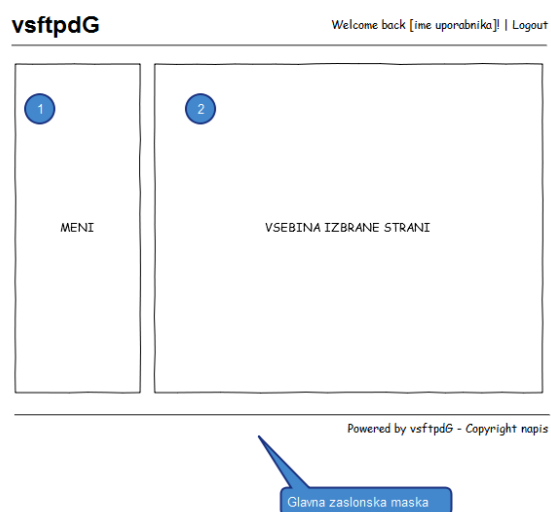 vsftpdG
Welcome back [ime uporabnika]! | Logout
1
2
MENI
VSEBINA IZBRANE STRANI
Powered by vsftpdG - Copyright napis
Glavna zaslonska maska